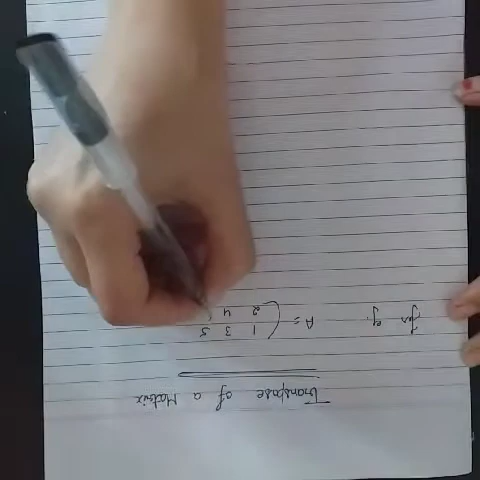 Transpose of a Matrix
for eg. A = ( 1 3 5
2 4